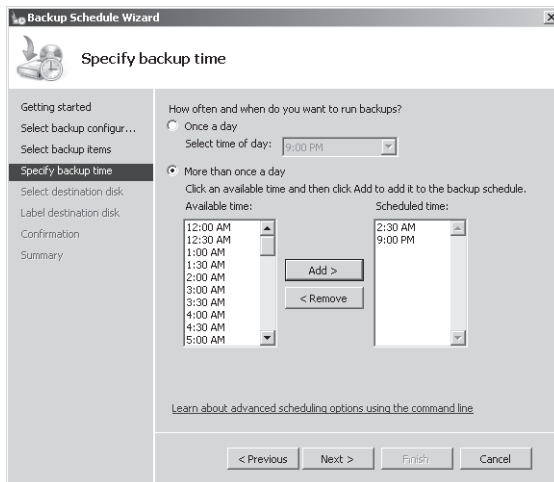 Backup Schedule Wizard
Specify backup time
Getting started
Select backup configur...
Select backup items
Specify backup time
Select destination disk
Label destination disk
Confirmation
Summary
How often and when do you want to run backups?
Once a day
Select time of day: 9:00 PM
More than once a day
Click an available time and then click Add to add it to the backup schedule.
Available time:
12:00 AM
12:30 AM
1:00 AM
1:30 AM
2:00 AM
3:00 AM
3:30 AM
4:00 AM
4:30 AM
5:00 AM
Add >
< Remove
Scheduled time:
2:30 AM
9:00 PM
Learn about advanced scheduling options using the command line
< Previous
Next >
Finish
Cancel